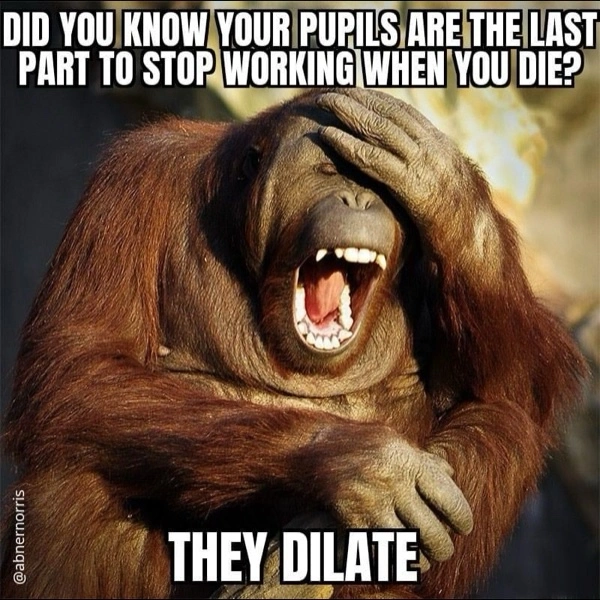 DID YOU KNOW YOUR PUPILS ARE THE LAST
PART TO STOP WORKING WHEN YOU DIE?
@abnernorris
THEY DILATE